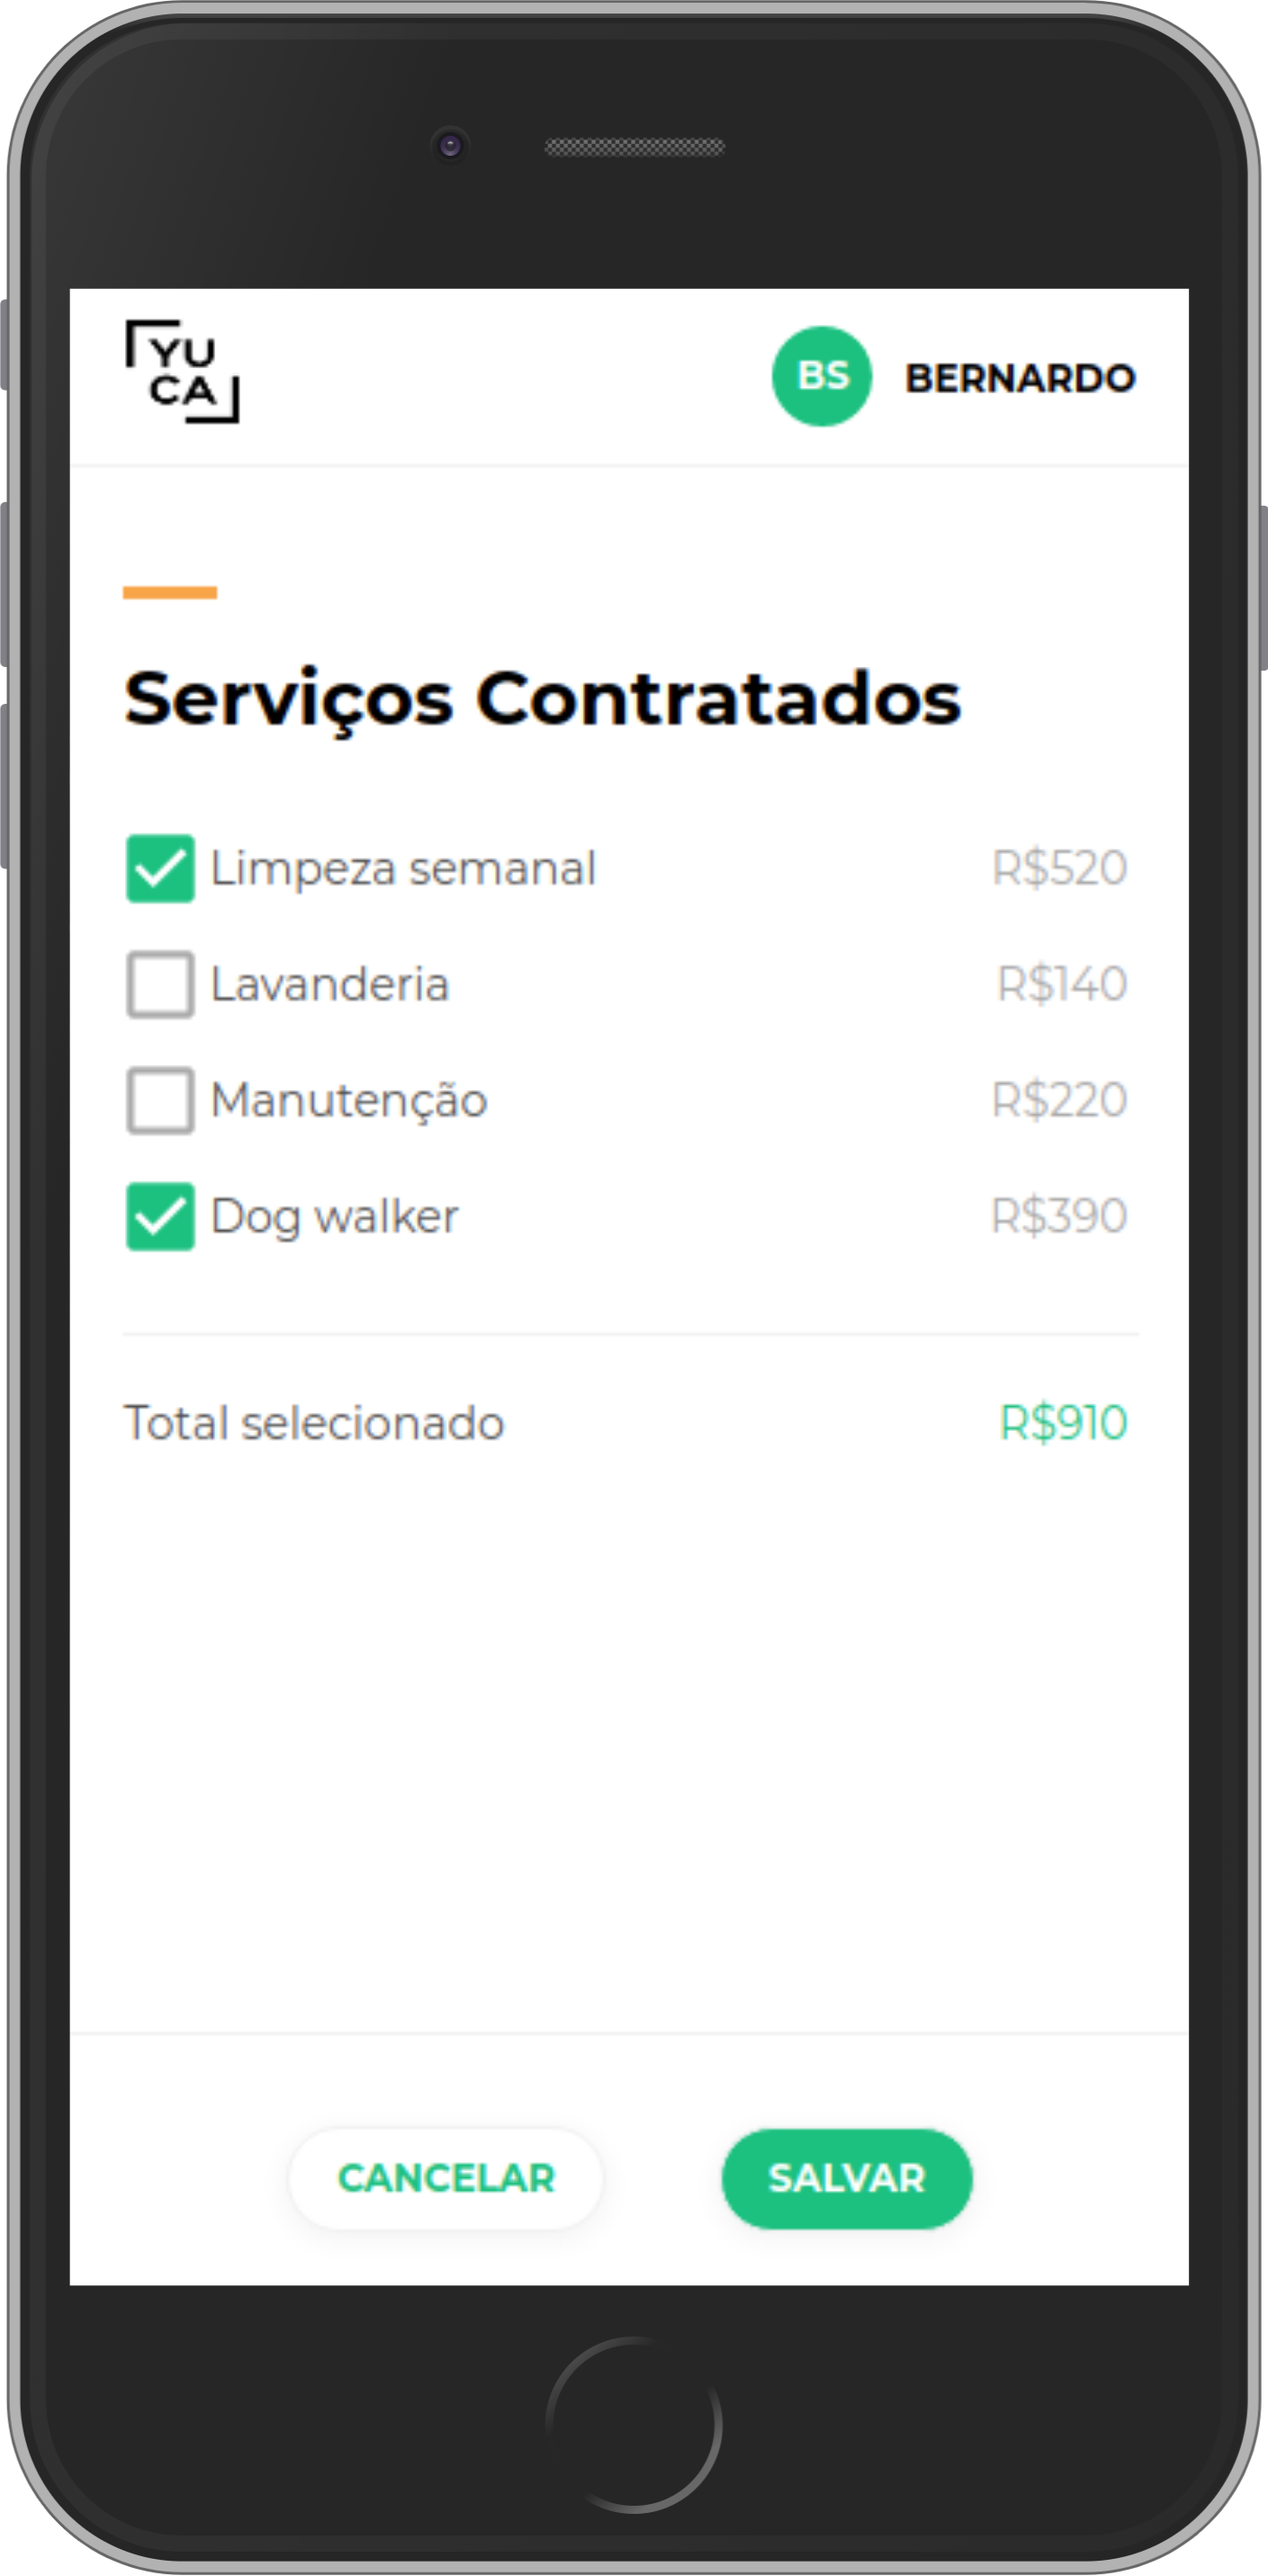 YU
CA
BS BERNARDO
Serviços Contratados
Limpeza semanal R$520
Lavanderia R$140
Manutenção R$220
Dog walker R$390
Total selecionado R$910
CANCELAR SALVAR